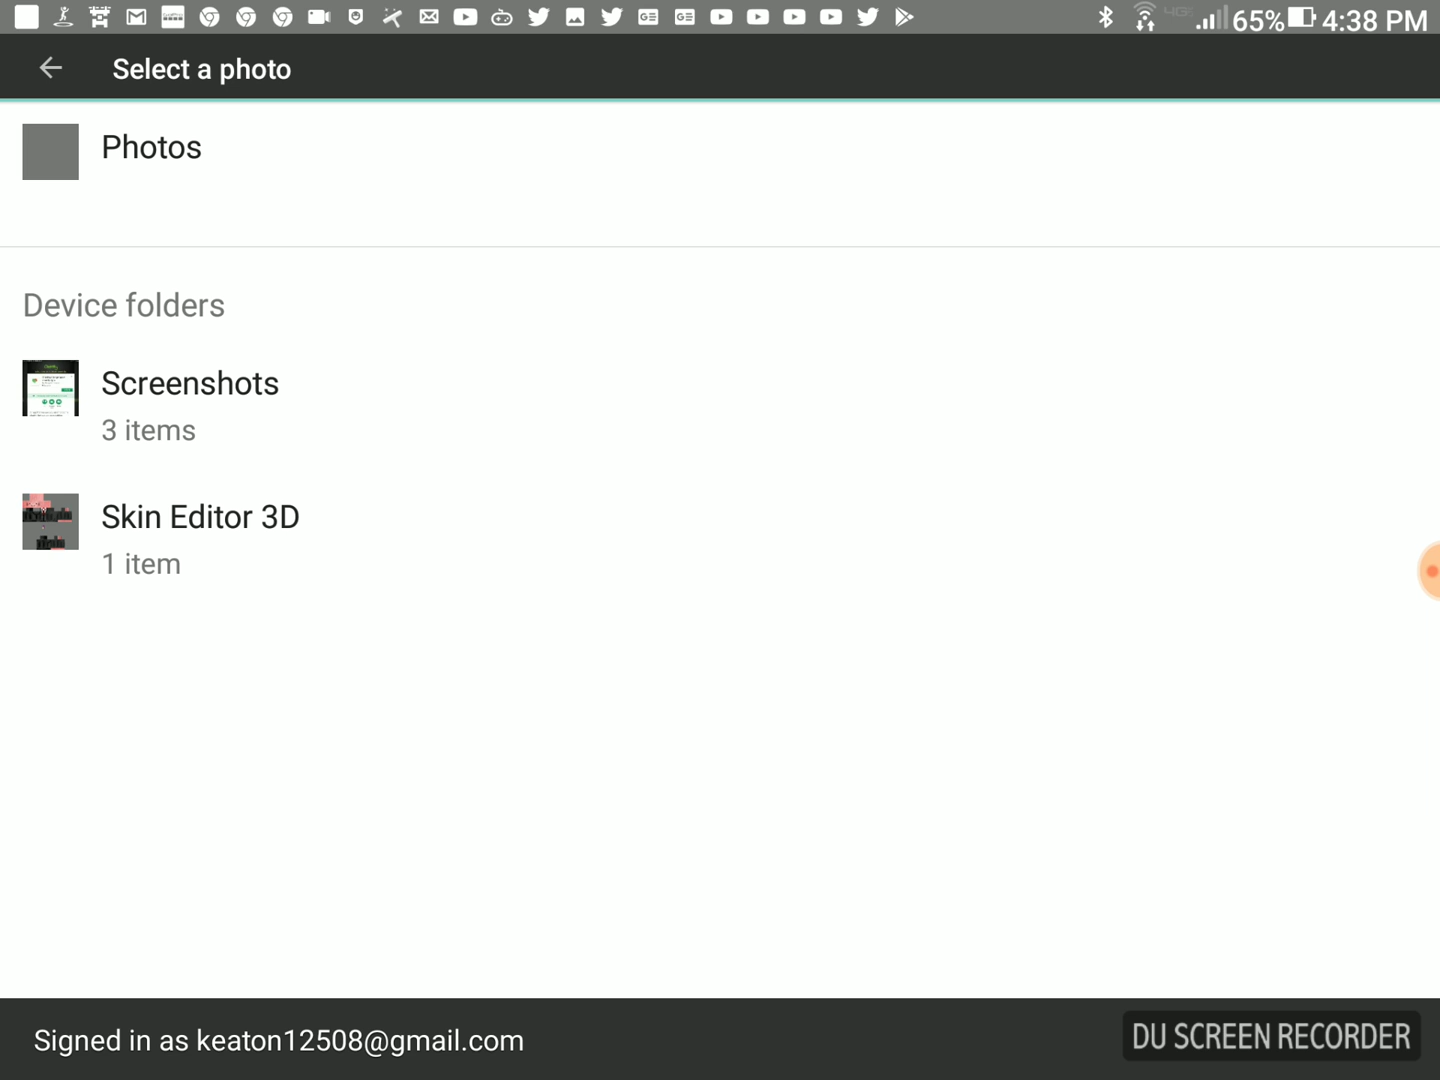 65% 4:38 PM
Select a photo
Photos
Device folders
Screenshots
3 items
Skin Editor 3D
1 item
Signed in as keaton12508@gmail.com
DU SCREEN RECORDER